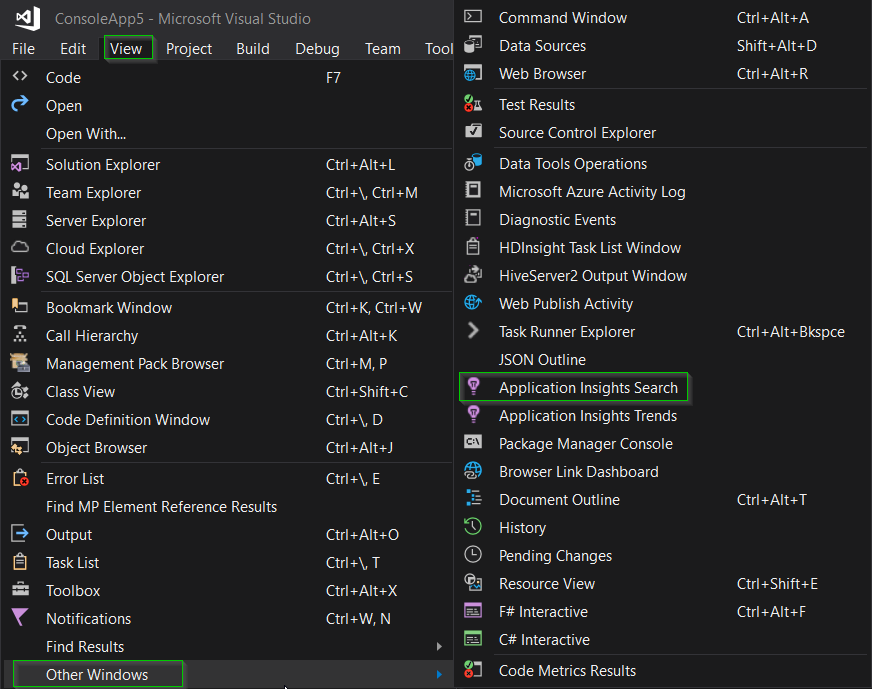 ConsoleApp5 - Microsoft Visual Studio
File Edit View Project Build Debug Team Tool
Code F7
Open
Open With...
Solution Explorer Ctrl+Alt+L
Team Explorer Ctrl+\, Ctrl+M
Server Explorer Ctrl+Alt+S
Cloud Explorer Ctrl+\, Ctrl+X
SQL Server Object Explorer Ctrl+\, Ctrl+S
Bookmark Window Ctrl+K, Ctrl+W
Call Hierarchy Ctrl+Alt+K
Management Pack Browser Ctrl+M, P
Class View Ctrl+Shift+C
Code Definition Window Ctrl+\, D
Object Browser Ctrl+Alt+J
Error List Ctrl+\, E
Find MP Element Reference Results
Output Ctrl+Alt+O
Task List Ctrl+\, T
Toolbox Ctrl+Alt+X
Notifications Ctrl+W, N
Find Results
Other Windows
Command Window Ctrl+Alt+A
Data Sources Shift+Alt+D
Web Browser Ctrl+Alt+R
Test Results
Source Control Explorer
Data Tools Operations
Microsoft Azure Activity Log
Diagnostic Events
HDInsight Task List Window
HiveServer2 Output Window
Web Publish Activity
Task Runner Explorer Ctrl+Alt+Bkspce
JSON Outline
Application Insights Search
Application Insights Trends
Package Manager Console
Browser Link Dashboard
Document Outline Ctrl+Alt+T
History
Pending Changes
Resource View Ctrl+Shift+E
F# Interactive Ctrl+Alt+F
C# Interactive
Code Metrics Results